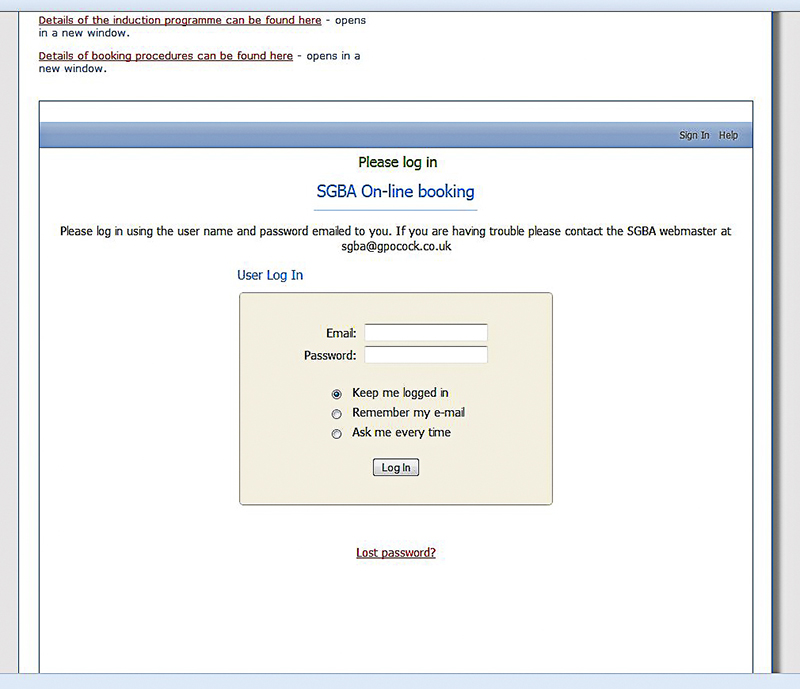 Details of the induction programme can be found here - opens
in a new window.
Details of booking procedures can be found here - opens in a
new window.
Sign In Help
Please log in
SGBA On-line booking
Please log in using the user name and password emailed to you. If you are having trouble please contact the SGBA webmaster at
sgba@gpocock.co.uk
User Log In
Email:
Password:
Keep me logged in
Remember my e-mail
Ask me every time
Log In
Lost password?